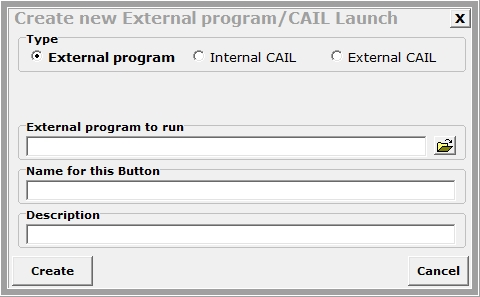 Create new External program/CAIL Launch X
Type
External program Internal CAIL External CAIL
External program to run
Name for this Button
Description
Create Cancel